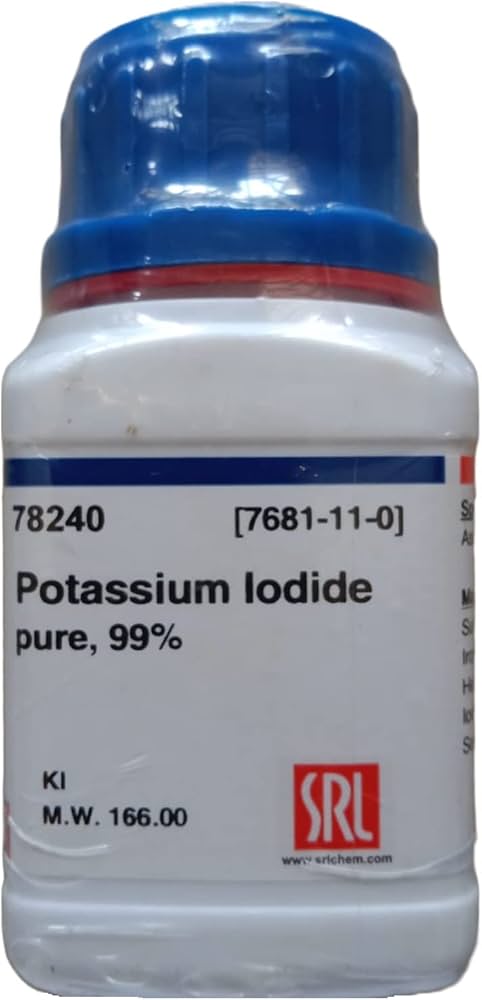 78240 [7681-11-0]
Potassium Iodide
pure, 99%
KI
M.W. 166.00
SRL
www.srlchem.com